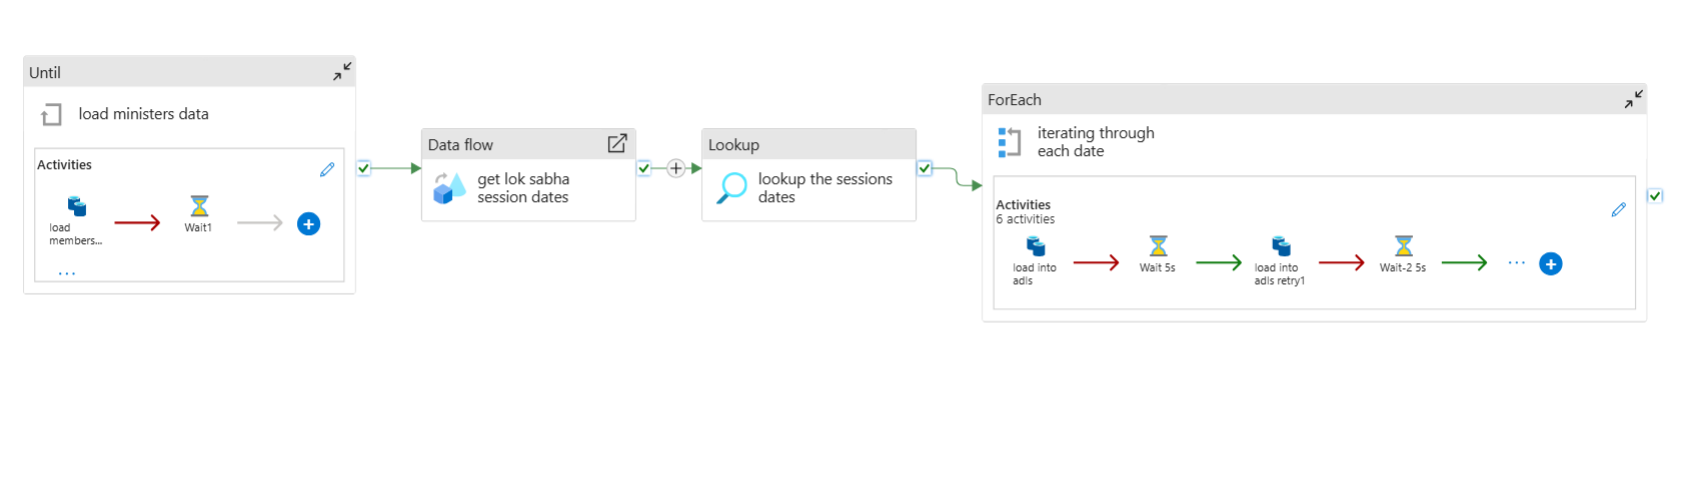 Until
load ministers data
Activities
load
members...
Wait1
...
Data flow
get lok sabha
session dates
Lookup
lookup the sessions
dates
ForEach
iterating through
each date
Activities
6 activities
load into
adls
Wait 5s
load into
adls retry1
Wait-2 5s
...